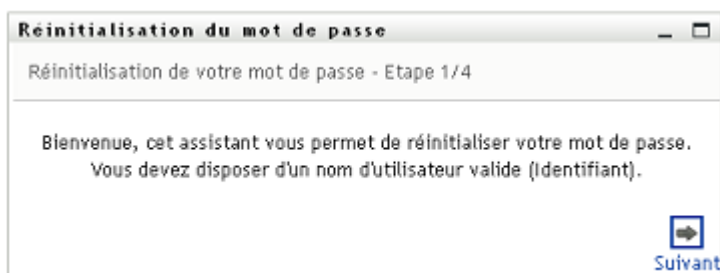 Réinitialisation du mot de passe
Réinitialisation de votre mot de passe - Etape 1/4
Bienvenue, cet assistant vous permet de réinitialiser votre mot de passe.
Vous devez disposer d'un nom d'utilisateur valide (Identifiant).
Suivant